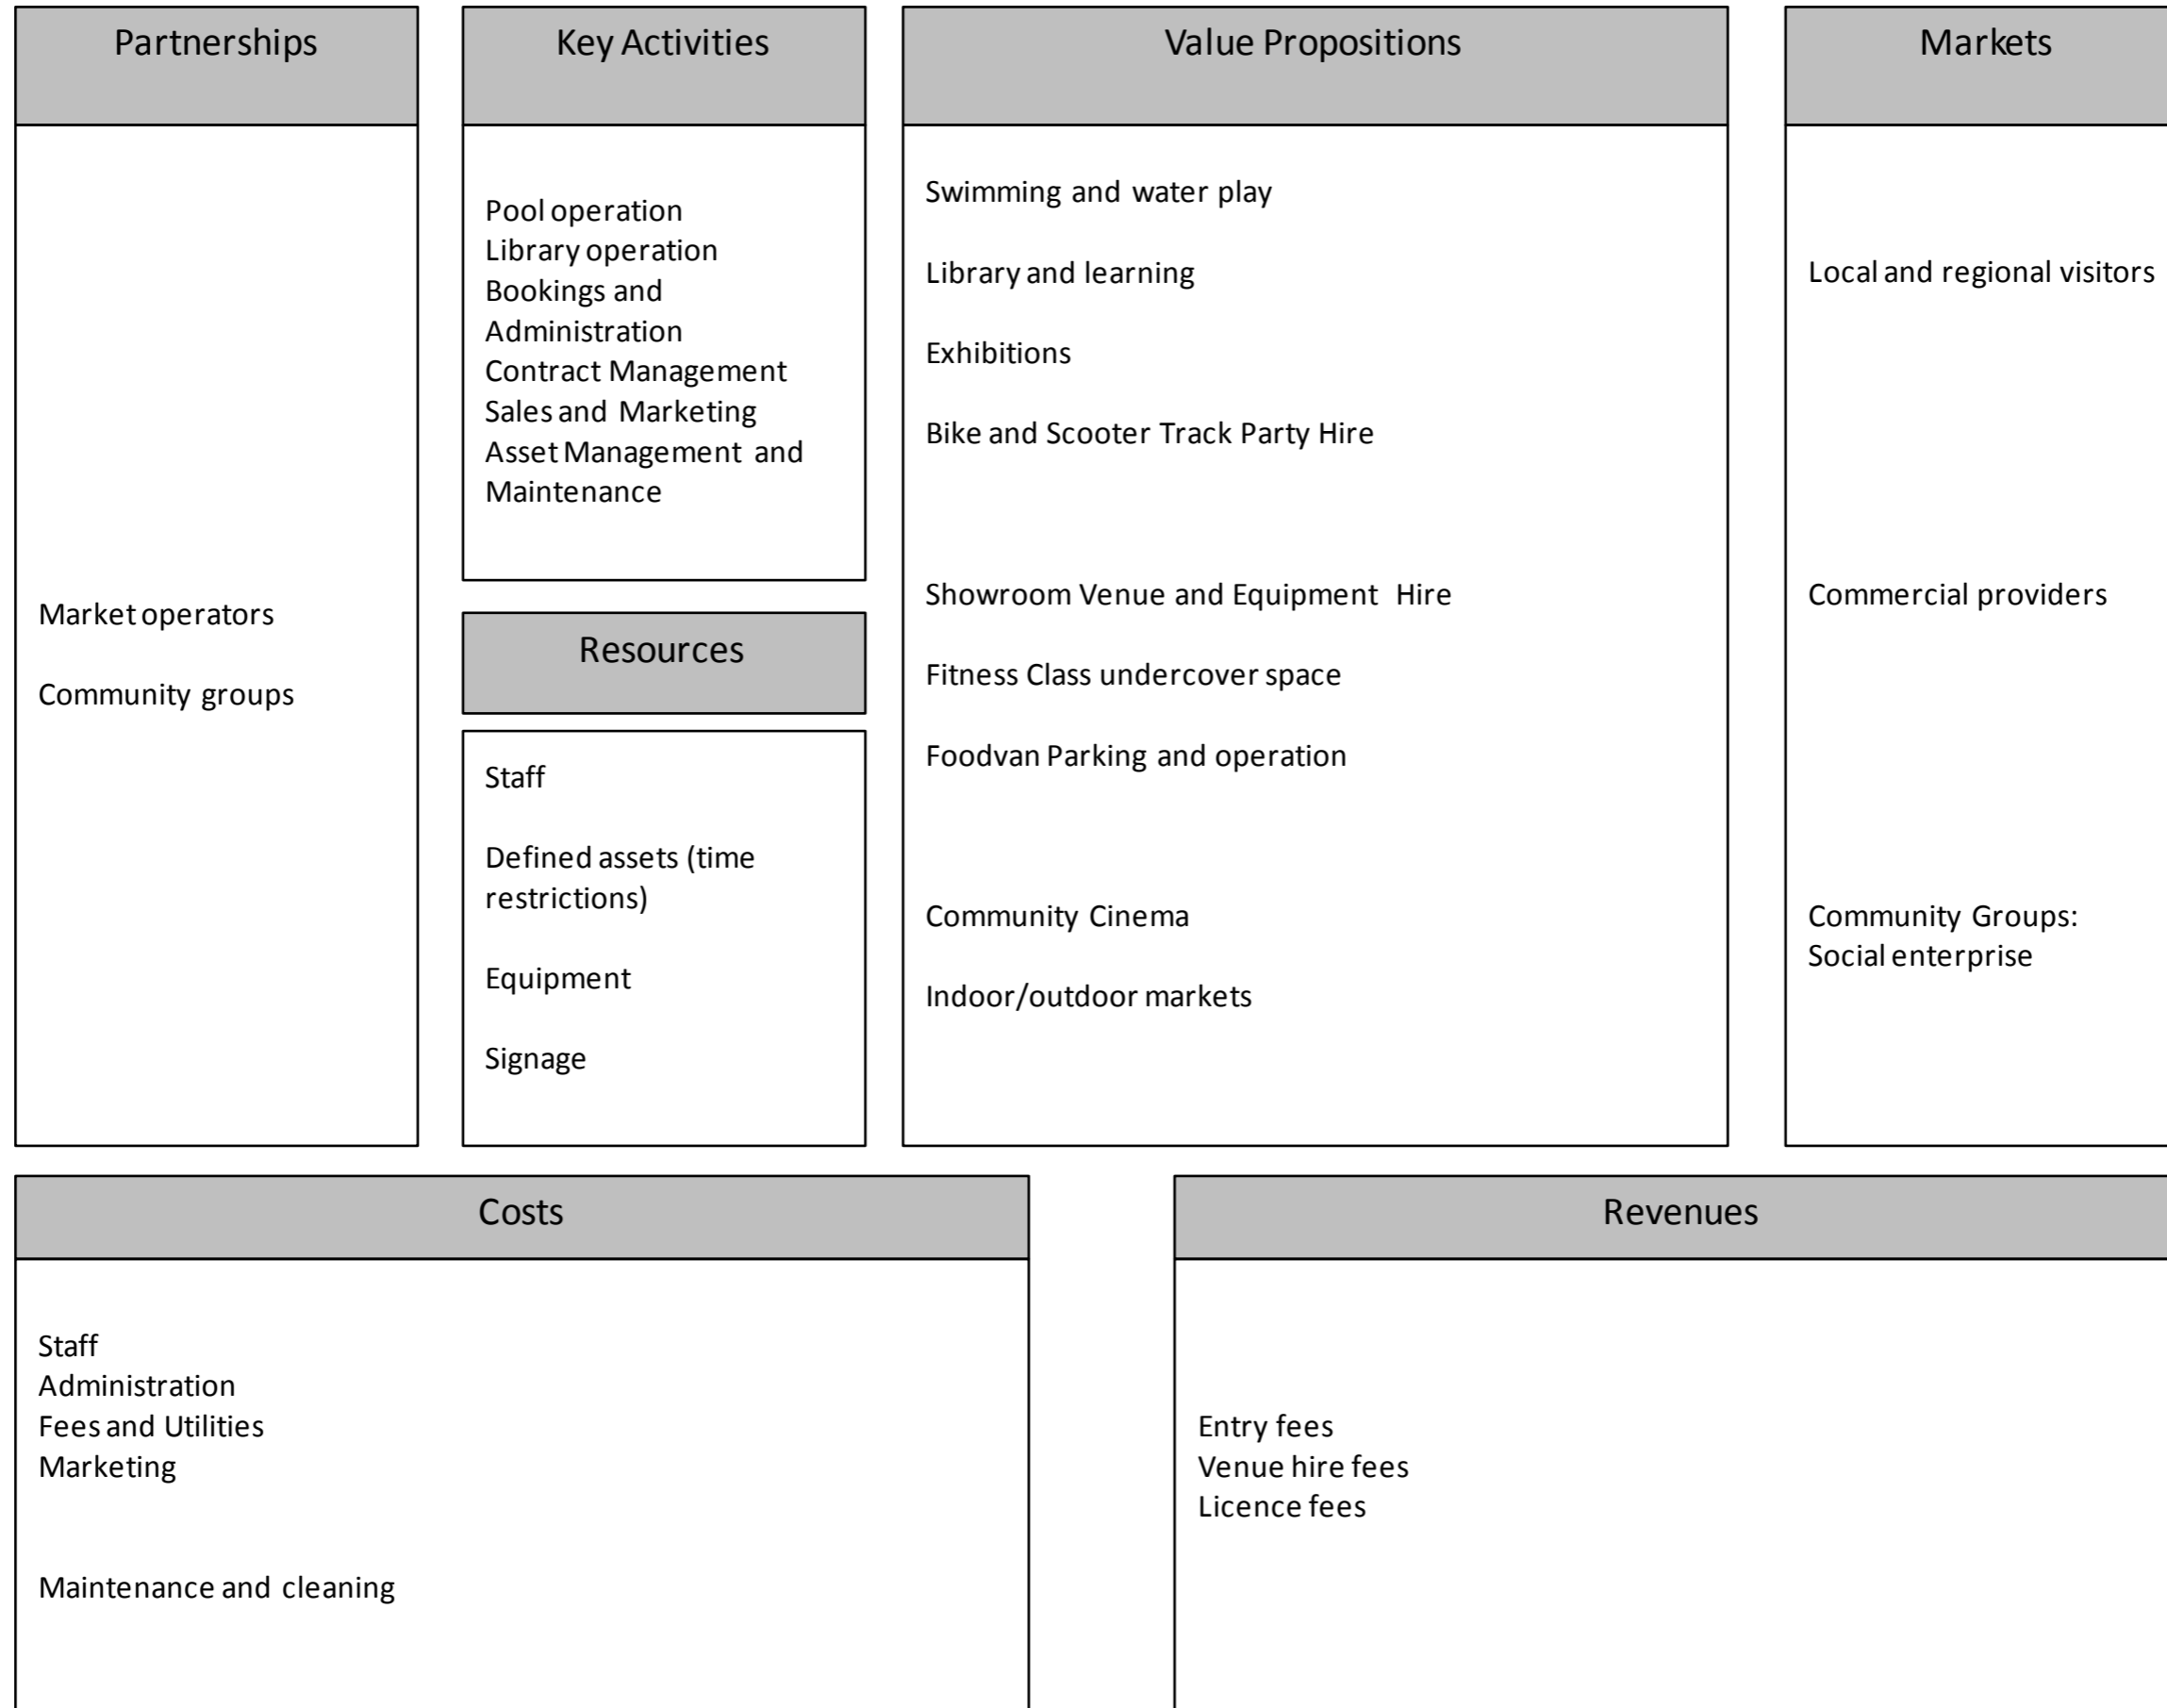 Partnerships
Market operators
Community groups
Key Activities
Pool operation
Library operation
Bookings and
Administration
Contract Management
Sales and Marketing
Asset Management and
Maintenance
Resources
Staff
Defined assets (time
restrictions)
Equipment
Signage
Value Propositions
Swimming and water play
Library and learning
Exhibitions
Bike and Scooter Track Party Hire
Showroom Venue and Equipment Hire
Fitness Class undercover space
Foodvan Parking and operation
Community Cinema
Indoor/outdoor markets
Markets
Local and regional visitors
Commercial providers
Community Groups:
Social enterprise
Costs
Staff
Administration
Fees and Utilities
Marketing
Maintenance and cleaning
Revenues
Entry fees
Venue hire fees
Licence fees